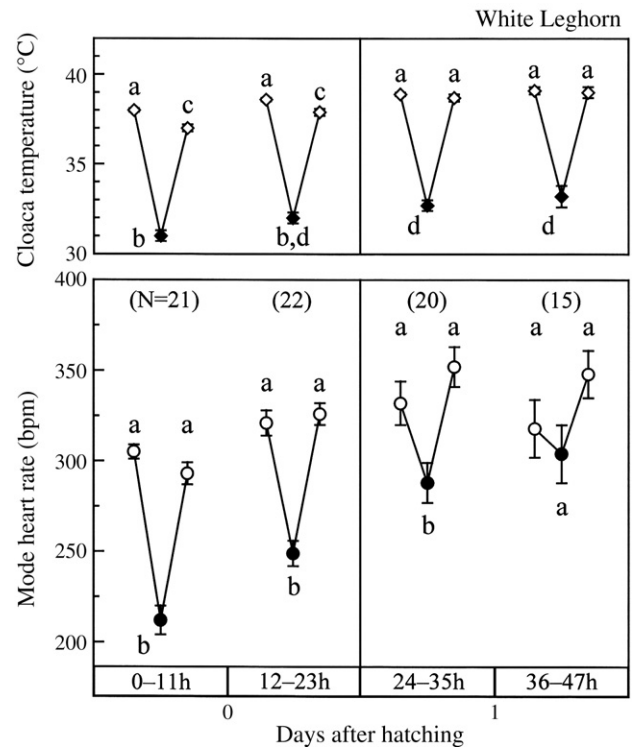 White Leghorn
Cloaca temperature (°C)
40
35
30
a
c
b
a
c
b,d
a
a
d
a
a
d
Mode heart rate (bpm)
400
350
300
250
200
(N=21)
(22)
(20)
(15)
a
a
b
a
a
b
a
a
b
a
a
a
0–11h
12–23h
24–35h
36–47h
0
1
Days after hatching